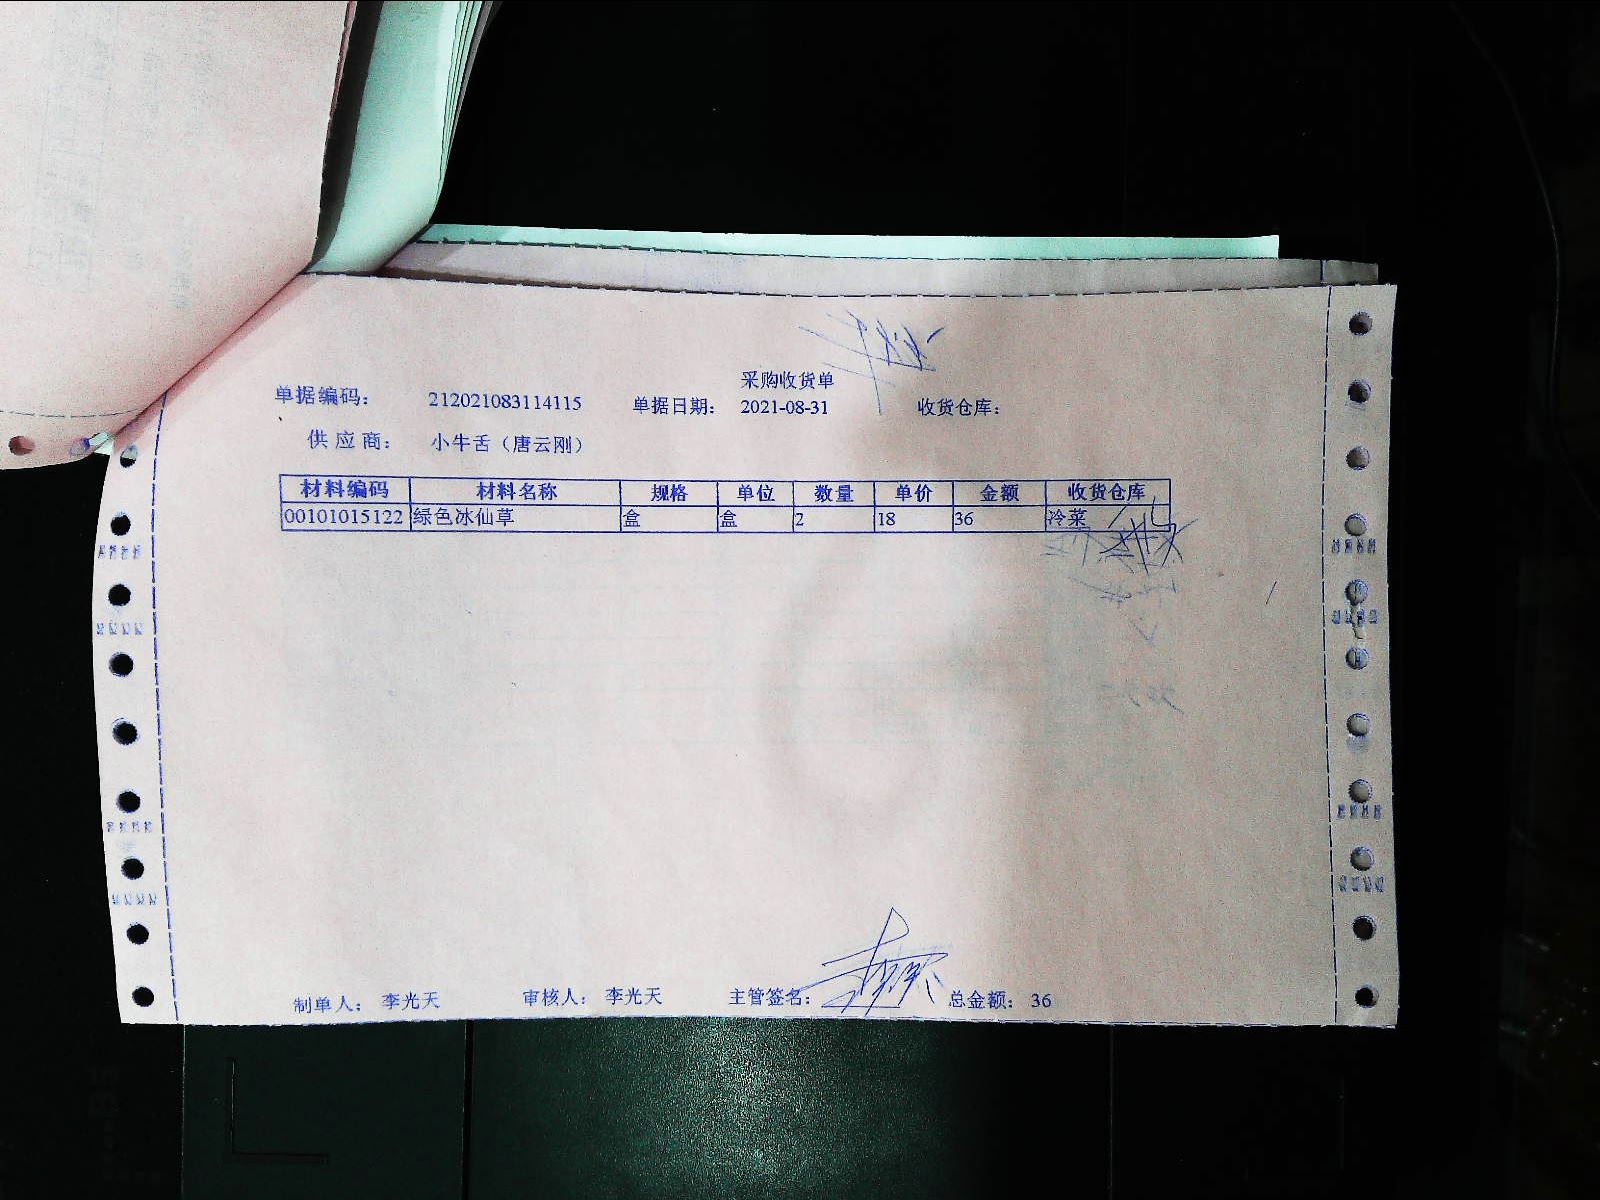 采购收货单
单据编码： 212021083114115 单据日期： 2021-08-31 收货仓库：
供 应 商： 小牛舌（唐云刚）
材料编码 材料名称 规格 单位 数量 单价 金额 收货仓库
00101015122 绿色冰仙草 盒 盒 2 18 36 冷菜
制单人： 李光天 审核人： 李光天 主管签名： 总金额： 36